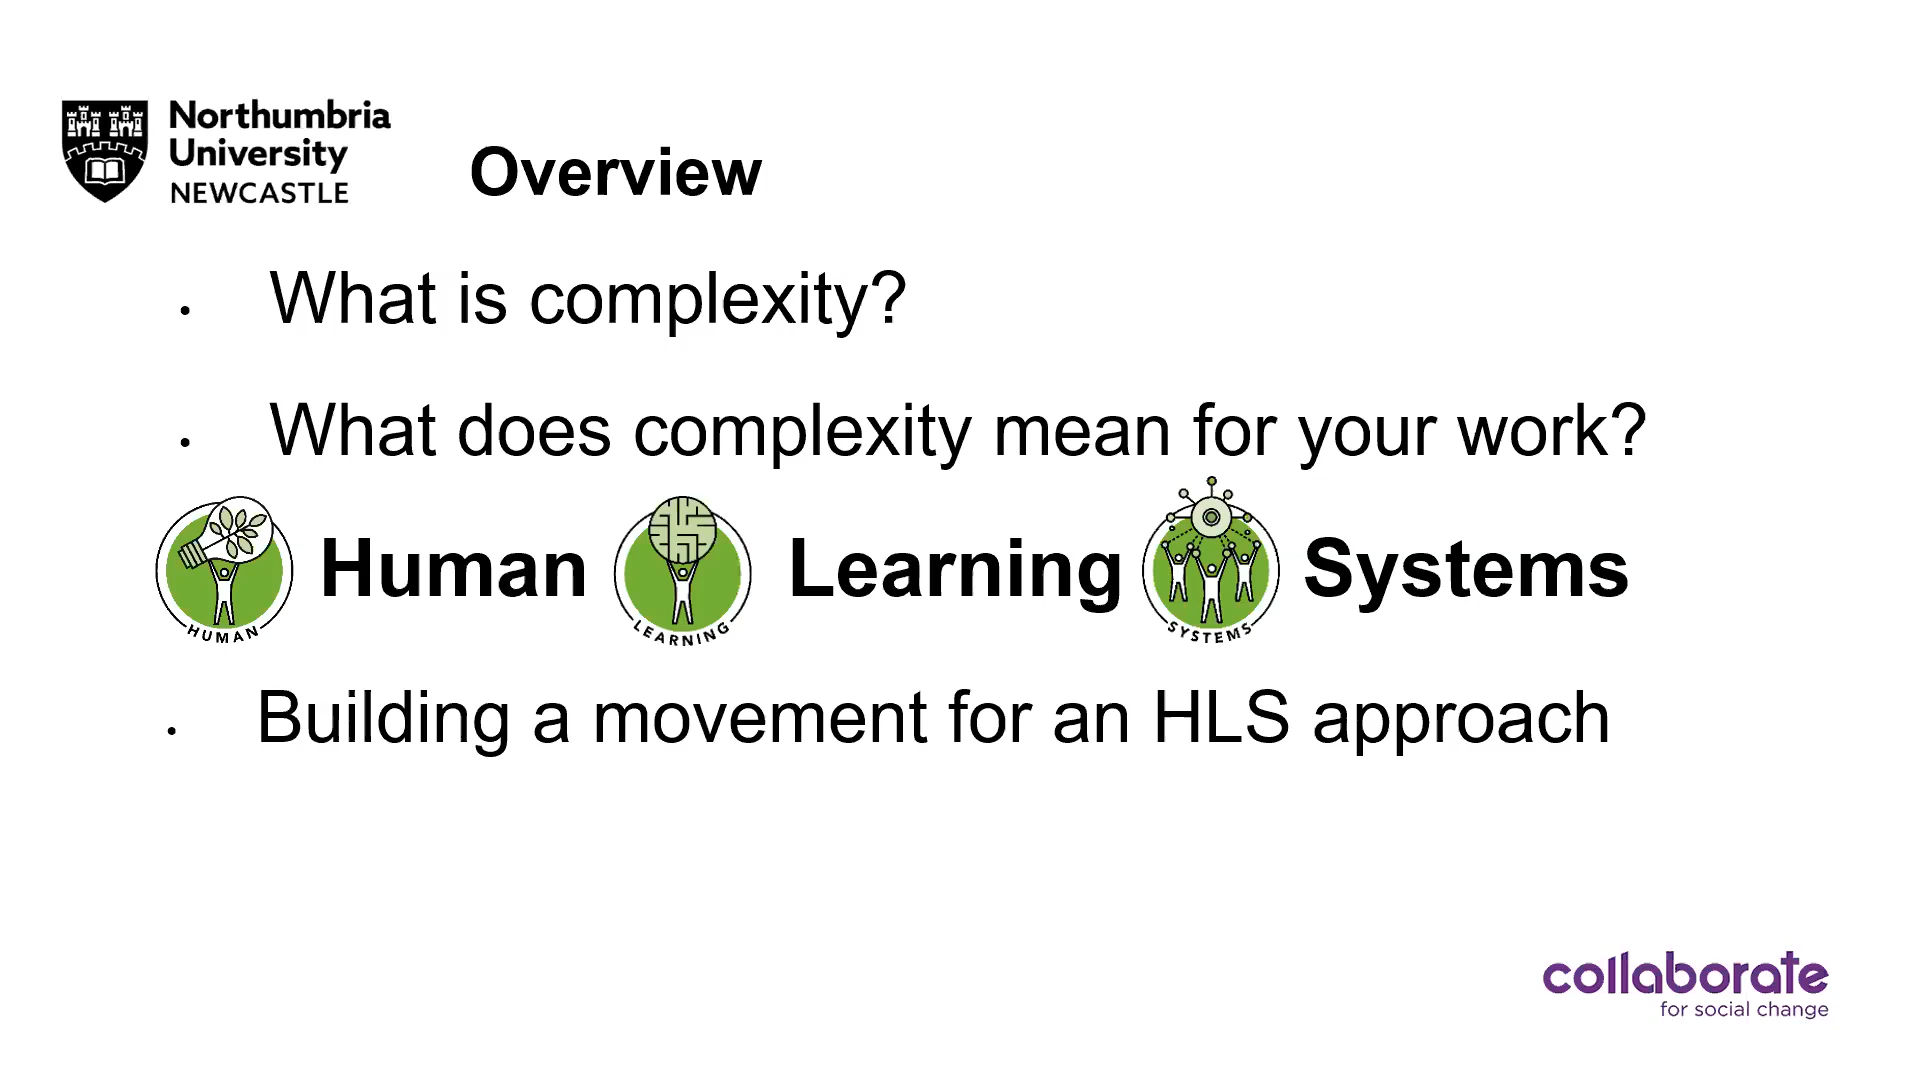 Northumbria
University
NEWCASTLE
Overview
• What is complexity?
• What does complexity mean for your work?
HUMAN Human LEARNING Learning SYSTEMS Systems
• Building a movement for an HLS approach
collaborate
for social change